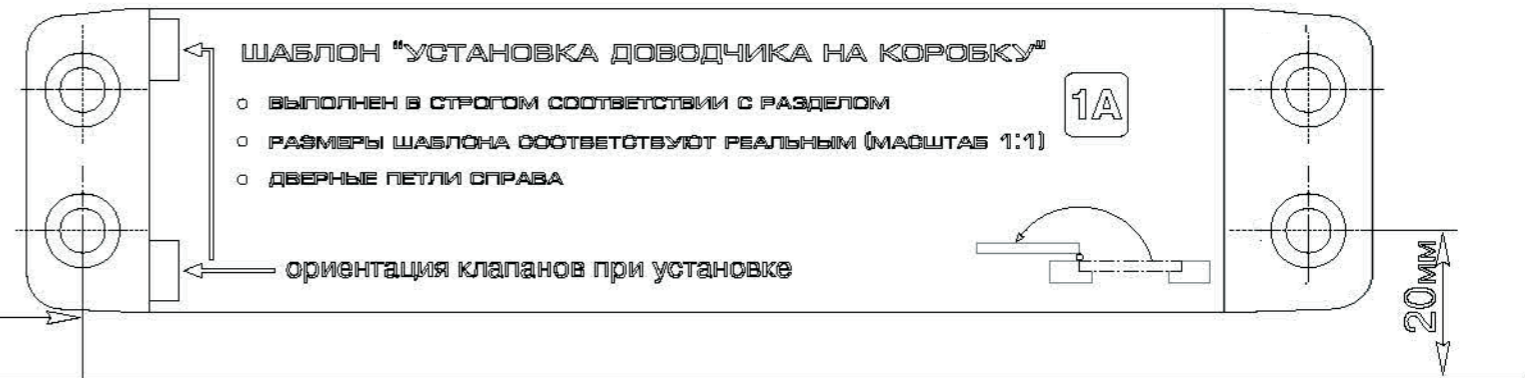 ШАБЛОН "УСТАНОВКА ДОВОДЧИКА НА КОРОБКУ"
1А
○ ВЫПОЛНЕН В СТРОГОМ СООТВЕТСТВИИ С РАЗДЕЛОМ
○ РАЗМЕРЫ ШАБЛОНА СООТВЕТСТВУЮТ РЕАЛЬНЫМ (МАСШТАБ 1:1)
○ ДВЕРНЫЕ ПЕТЛИ СПРАВА
ориентация клапанов при установке
20мм